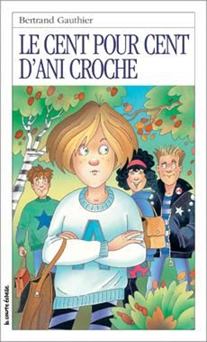 Bertrand Gauthier
LE CENT POUR CENT
D'ANI CROCHE
A
la courte échelle